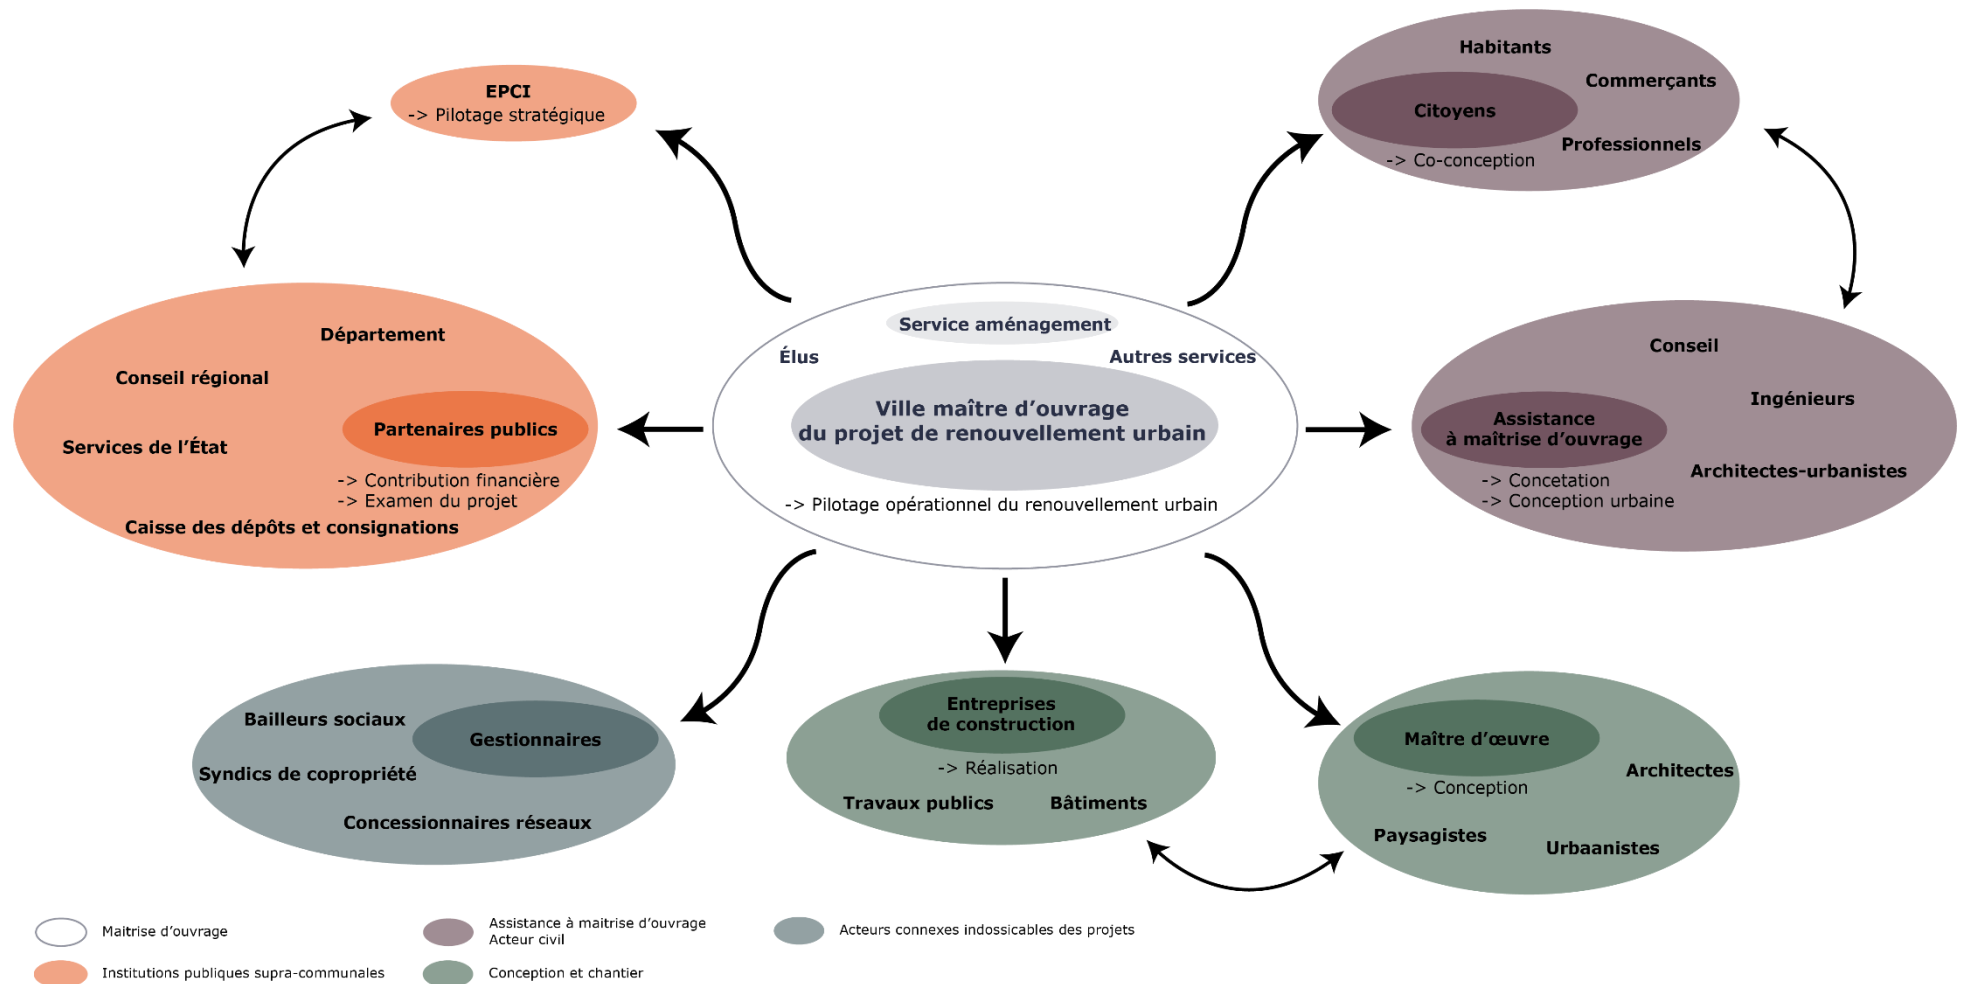 EPCI
-> Pilotage stratégique
Habitants
Commerçants
Citoyens
Professionnels
-> Co-conception
Département
Conseil régional
Partenaires publics
Services de l’État
-> Contribution financière
-> Examen du projet
Caisse des dépôts et consignations
Service aménagement
Élus
Autres services
Ville maître d’ouvrage
du projet de renouvellement urbain
-> Pilotage opérationnel du renouvellement urbain
Conseil
Ingénieurs
Assistance
à maîtrise d’ouvrage
Architectes-urbanistes
-> Concetation
-> Conception urbaine
Bailleurs sociaux
Gestionnaires
Syndics de copropriété
Concessionnaires réseaux
Entreprises
de construction
-> Réalisation
Travaux publics
Bâtiments
Maître d’œuvre
Architectes
-> Conception
Paysagistes
Urbaanistes
Maitrise d’ouvrage
Assistance à maitrise d’ouvrage
Acteur civil
Acteurs connexes indossicables des projets
Institutions publiques supra-communales
Conception et chantier